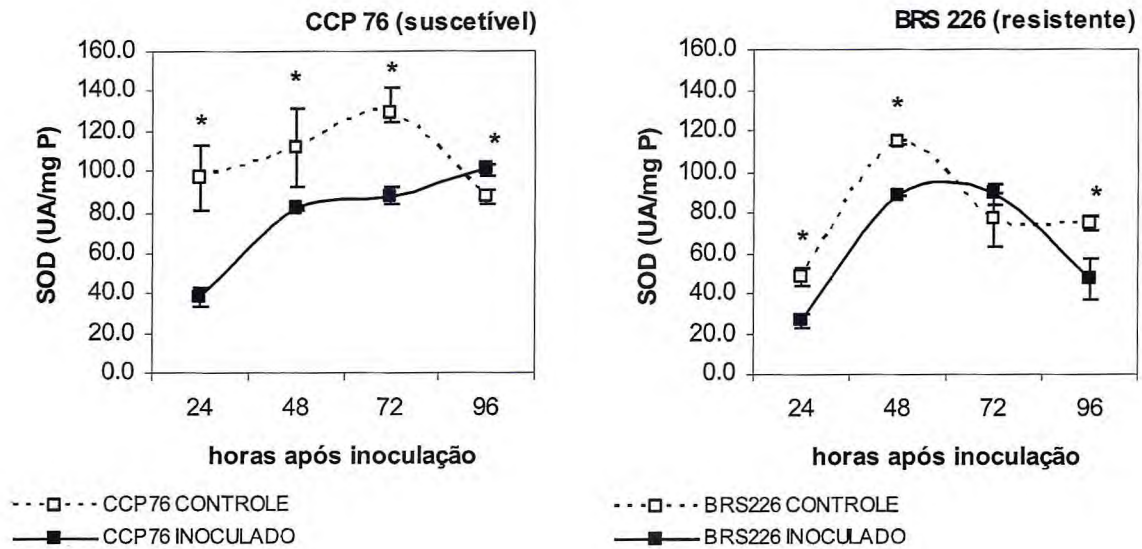 CCP 76 (suscetível)
160.0
140.0
120.0
100.0
80.0
60.0
40.0
20.0
0.0
SOD (UA/mg P)
* * * *
24 48 72 96
horas após inoculação
CCP76 CONTROLE
CCP76 INOCULADO
BRS 226 (resistente)
160.0
140.0
120.0
100.0
80.0
60.0
40.0
20.0
0.0
SOD (UA/mg P)
* * *
24 48 72 96
horas após inoculação
BRS226 CONTROLE
BRS226 INOCULADO